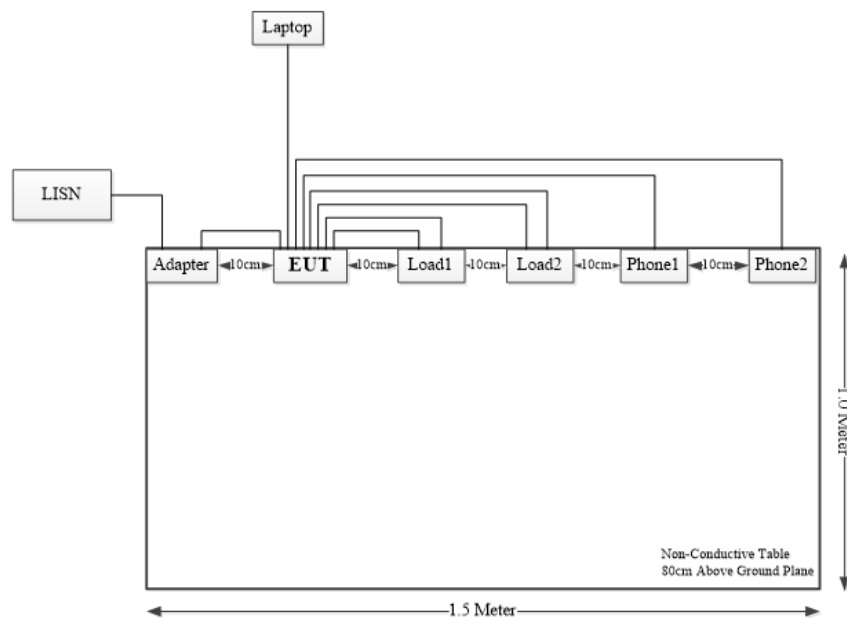 Laptop
LISN
Adapter
10cm
EUT
10cm
Load1
10cm
Load2
10cm
Phone1
10cm
Phone2
1.0 Meter
Non-Conductive Table
80cm Above Ground Plane
1.5 Meter